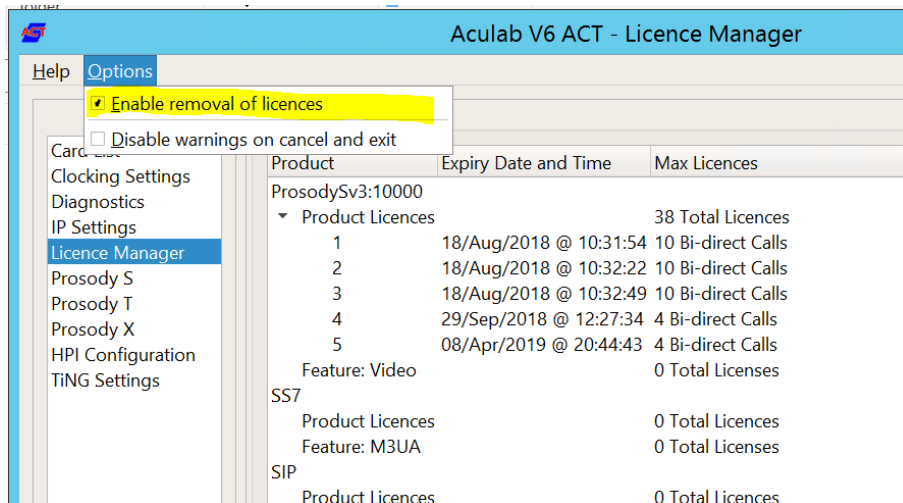 folder
ACT
Aculab V6 ACT - Licence Manager
Help Options
Enable removal of licences
Disable warnings on cancel and exit
Card List
Clocking Settings
Diagnostics
IP Settings
Licence Manager
Prosody S
Prosody T
Prosody X
HPI Configuration
TiNG Settings
Product Expiry Date and Time Max Licences
ProsodySv3:10000
Product Licences 38 Total Licences
1 18/Aug/2018 @ 10:31:54 10 Bi-direct Calls
2 18/Aug/2018 @ 10:32:22 10 Bi-direct Calls
3 18/Aug/2018 @ 10:32:49 10 Bi-direct Calls
4 29/Sep/2018 @ 12:27:34 4 Bi-direct Calls
5 08/Apr/2019 @ 20:44:43 4 Bi-direct Calls
Feature: Video 0 Total Licenses
SS7
Product Licences 0 Total Licences
Feature: M3UA 0 Total Licenses
SIP
Product Licences 0 Total Licences